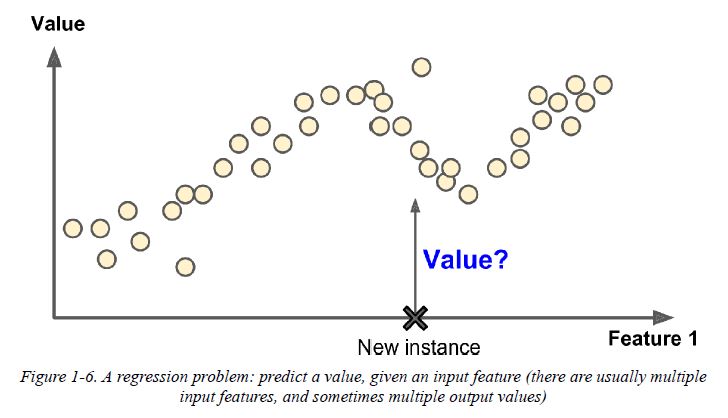 Value
Value?
Feature 1
New instance
Figure 1-6. A regression problem: predict a value, given an input feature (there are usually multiple
input features, and sometimes multiple output values)